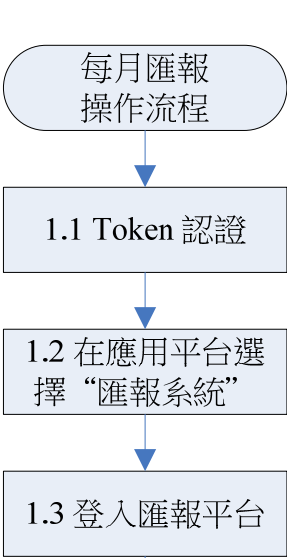 每月匯報
操作流程
1.1 Token 認證
1.2 在應用平台選
擇“匯報系統”
1.3 登入匯報平台